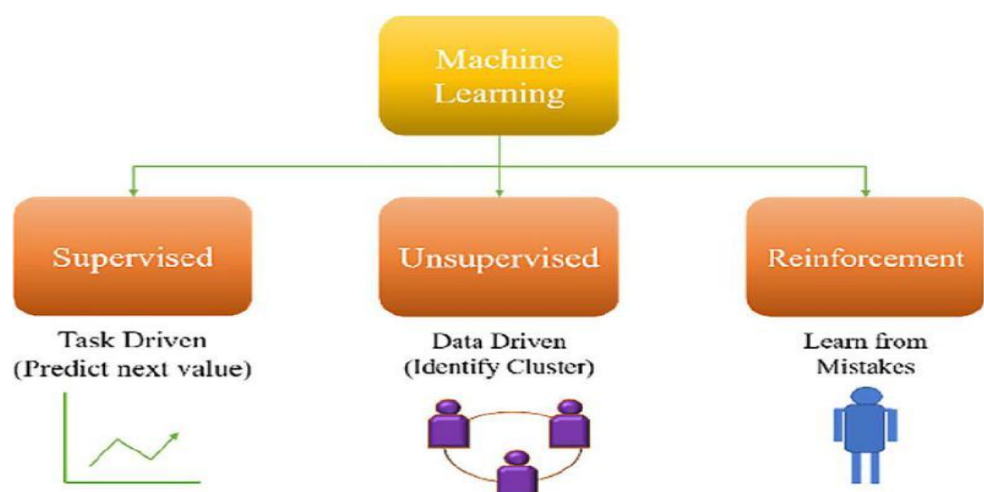 Machine
Learning
Supervised
Unsupervised
Reinforcement
Task Driven
(Predict next value)
Data Driven
(Identify Cluster)
Learn from
Mistakes